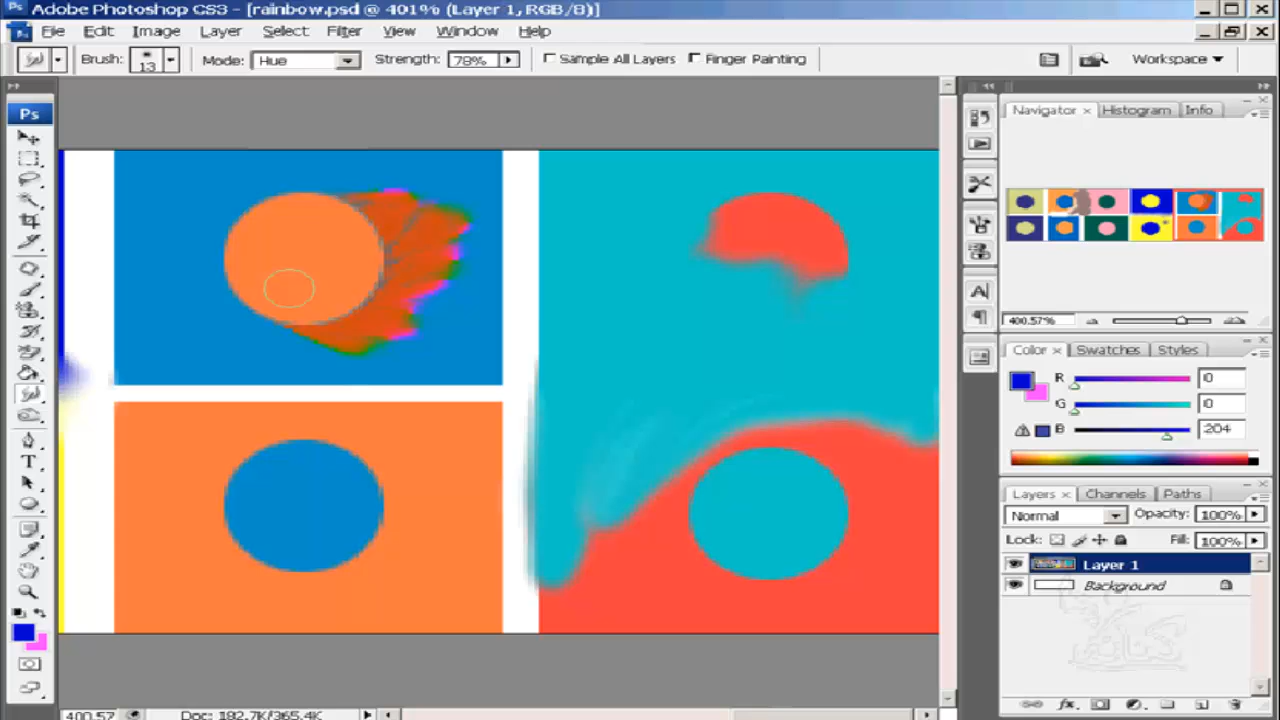 Adobe Photoshop CS3 - [rainbow.psd @ 401% (Layer 1, RGB/8)]
File Edit Image Layer Select Filter View Window Help
Brush: 13 Mode: Hue Strength: 78% Sample All Layers Finger Painting Workspace
Ps
Navigator × Histogram Info
400.57%
Color × Swatches Styles
R 0
G 0
B 204
Layers × Channels Paths
Normal Opacity: 100%
Lock: Fill: 100%
Layer 1
Background
400.57 Doc: 192.7K/365.4K